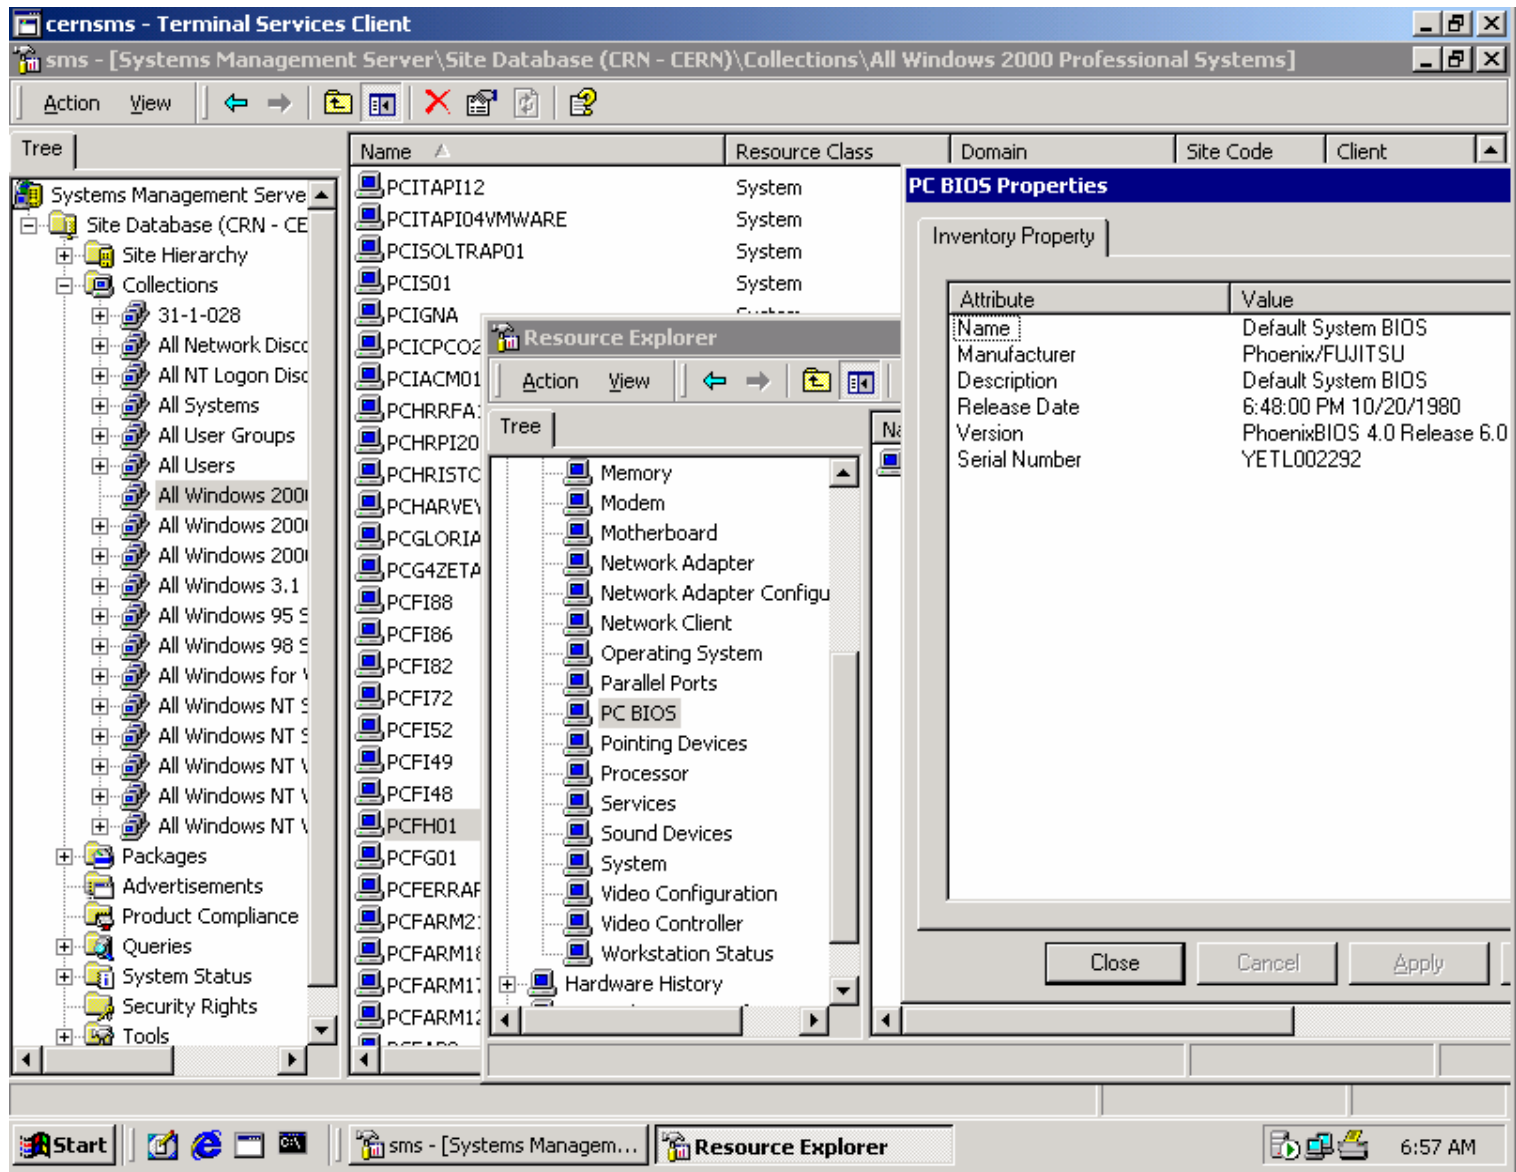 cernsms - Terminal Services Client
sms - [Systems Management Server\Site Database (CRN - CERN)\Collections\All Windows 2000 Professional Systems]
Action View
Tree
Systems Management Serve
Site Database (CRN - CE
Site Hierarchy
Collections
31-1-028
All Network Disc
All NT Logon Disc
All Systems
All User Groups
All Users
All Windows 200
All Windows 200
All Windows 200
All Windows 3.1
All Windows 95 S
All Windows 98 S
All Windows for
All Windows NT S
All Windows NT S
All Windows NT
All Windows NT
All Windows NT
Packages
Advertisements
Product Compliance
Queries
System Status
Security Rights
Tools
Name Resource Class Domain Site Code Client
PCITAPI12 System
PCITAPI04VMWARE System
PCISOLTRAP01 System
PCIS01 System
PCIGNA System
PCICPCO2
PCIACM01
PCHRRFA
PCHRPI20
PCHRISTO
PCHARVEY
PCGLORIA
PCG4ZETA
PCFI88
PCFI86
PCFI82
PCFI72
PCFI52
PCFI49
PCFI48
PCFH01
PCFG01
PCFERRAR
PCFARM2
PCFARM18
PCFARM17
PCFARM12
Resource Explorer
Action View
Tree
Na
Memory
Modem
Motherboard
Network Adapter
Network Adapter Configu
Network Client
Operating System
Parallel Ports
PC BIOS
Pointing Devices
Processor
Services
Sound Devices
System
Video Configuration
Video Controller
Workstation Status
Hardware History
PC BIOS Properties
Inventory Property
Attribute Value
Name Default System BIOS
Manufacturer Phoenix/FUJITSU
Description Default System BIOS
Release Date 6:48:00 PM 10/20/1980
Version PhoenixBIOS 4.0 Release 6.0
Serial Number YETL002292
Close Cancel Apply
Start sms - [Systems Managem... Resource Explorer 6:57 AM